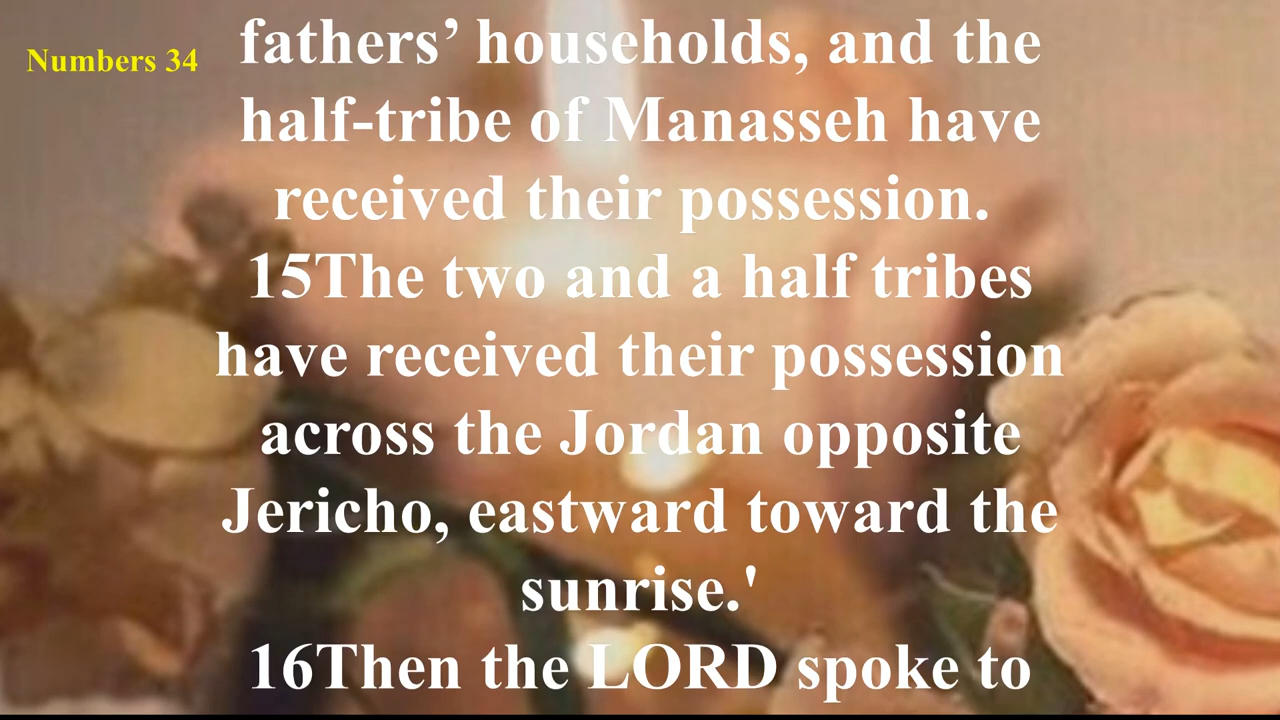 Numbers 34
fathers’ households, and the
half-tribe of Manasseh have
received their possession.
15The two and a half tribes
have received their possession
across the Jordan opposite
Jericho, eastward toward the
sunrise.'
16Then the LORD spoke to